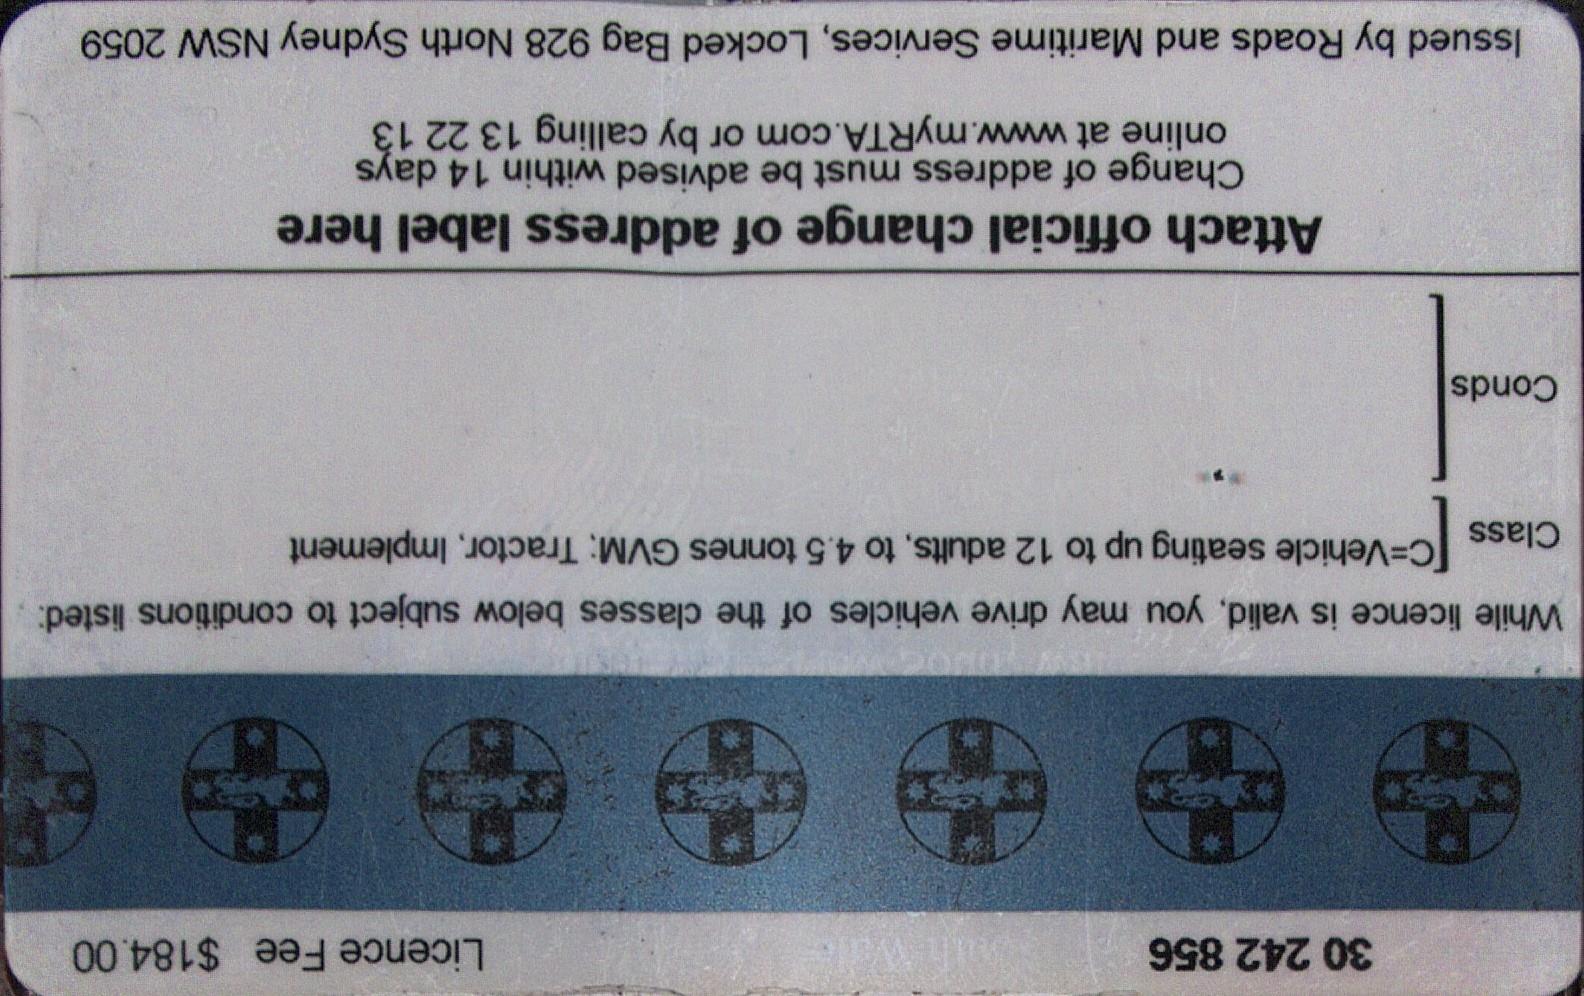 30 242 856 Licence Fee $184.00
While licence is valid, you may drive vehicles of the classes below subject to conditions listed.
Class [C=Vehicle seating up to 12 adults, to 4.5 tonnes GVM: Tractor, Implement
Conds
Attach official change of address label here
Change of address must be advised within 14 days
online at www.myRTA.com or by calling 13 22 13
Issued by Roads and Maritime Services, Locked Bag 928 North Sydney NSW 2059